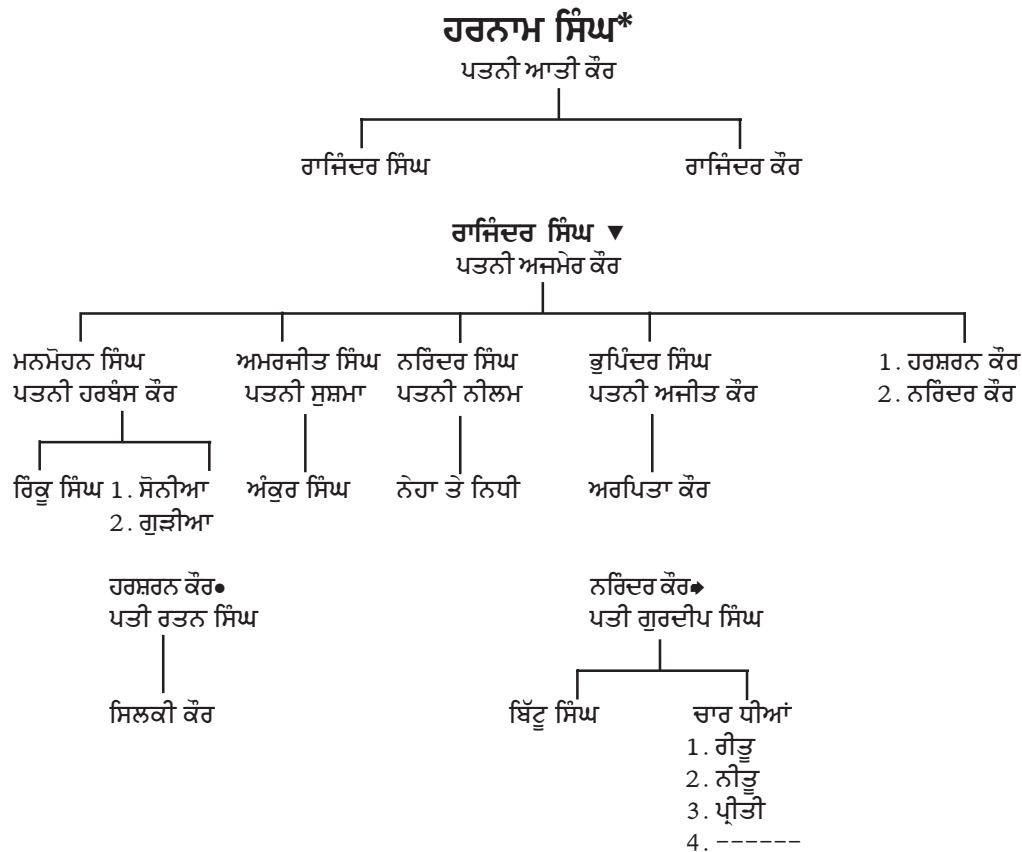 ਹਰਨਾਮ ਸਿੰਘ*
ਪਤਨੀ ਆਤੀ ਕੌਰ
ਰਾਜਿੰਦਰ ਸਿੰਘ ਰਾਜਿੰਦਰ ਕੌਰ
ਰਾਜਿੰਦਰ ਸਿੰਘ ▼
ਪਤਨੀ ਅਜਮੇਰ ਕੌਰ
ਮਨਮੋਹਨ ਸਿੰਘ ਅਮਰਜੀਤ ਸਿੰਘ ਨਰਿੰਦਰ ਸਿੰਘ ਭੁਪਿੰਦਰ ਸਿੰਘ 1. ਹਰਸ਼ਰਨ ਕੌਰ
ਪਤਨੀ ਹਰਬੰਸ ਕੌਰ ਪਤਨੀ ਸੁਸ਼ਮਾ ਪਤਨੀ ਨੀਲਮ ਪਤਨੀ ਅਜੀਤ ਕੌਰ 2. ਨਰਿੰਦਰ ਕੌਰ
ਰਿੰਕੂ ਸਿੰਘ 1. ਸੋਨੀਆ ਅੰਕੁਰ ਸਿੰਘ ਨੇਹਾ ਤੇ ਨਿਧੀ ਅਰਪਿਤਾ ਕੌਰ
2. ਗੁੜੀਆ
ਹਰਸ਼ਰਨ ਕੌਰ● ਨਰਿੰਦਰ ਕੌਰ➧
ਪਤੀ ਰਤਨ ਸਿੰਘ ਪਤੀ ਗੁਰਦੀਪ ਸਿੰਘ
ਸਿਲਕੀ ਕੌਰ ਬਿੱਟੂ ਸਿੰਘ ਚਾਰ ਧੀਆਂ
1. ਰੀਤੂ
2. ਨੀਤੂ
3. ਪ੍ਰੀਤੀ
4. ------